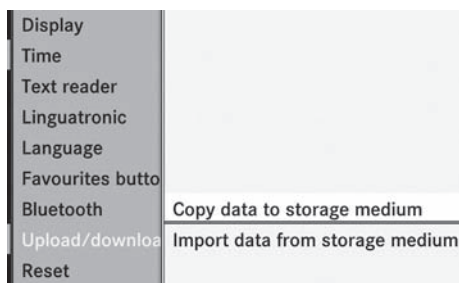 Display
Time
Text reader
Linguatronic
Language
Favourites butto
Bluetooth
Copy data to storage medium
Upload/downloa
Import data from storage medium
Reset